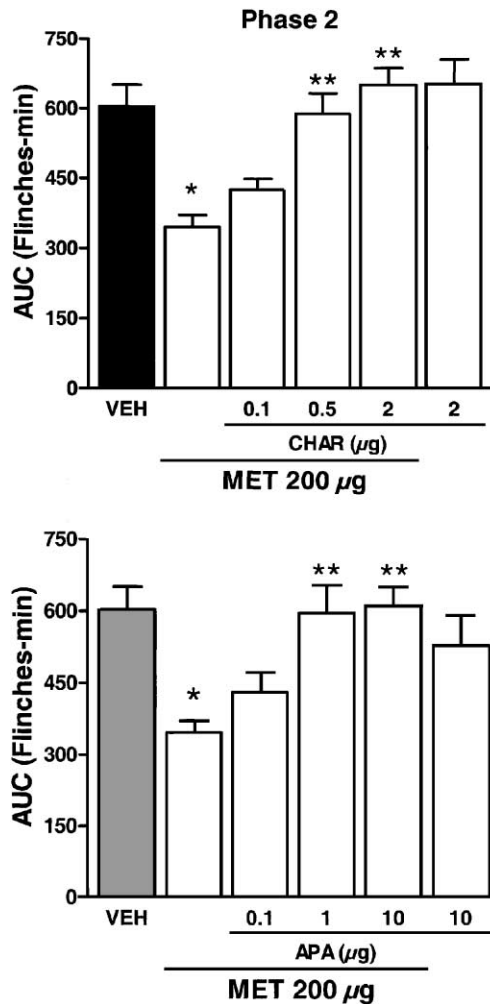 Phase 2
AUC (Flinches-min)
750
600
450
300
150
0
*
**
**
VEH
0.1
0.5
2
2
CHAR (µg)
MET 200 µg
AUC (Flinches-min)
750
600
450
300
150
0
*
**
**
VEH
0.1
1
10
10
APA (µg)
MET 200 µg